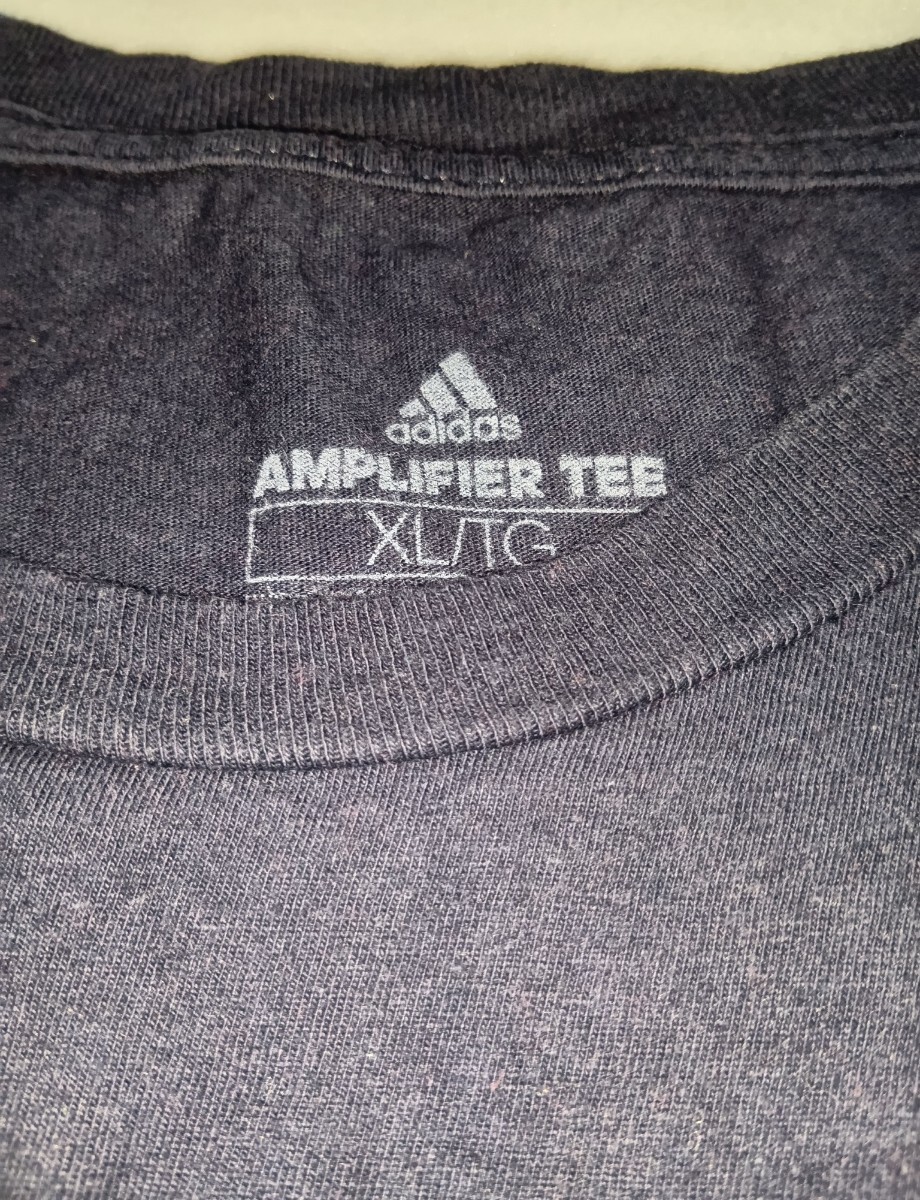 adidas
AMPLIFIER TEE
XL/TG